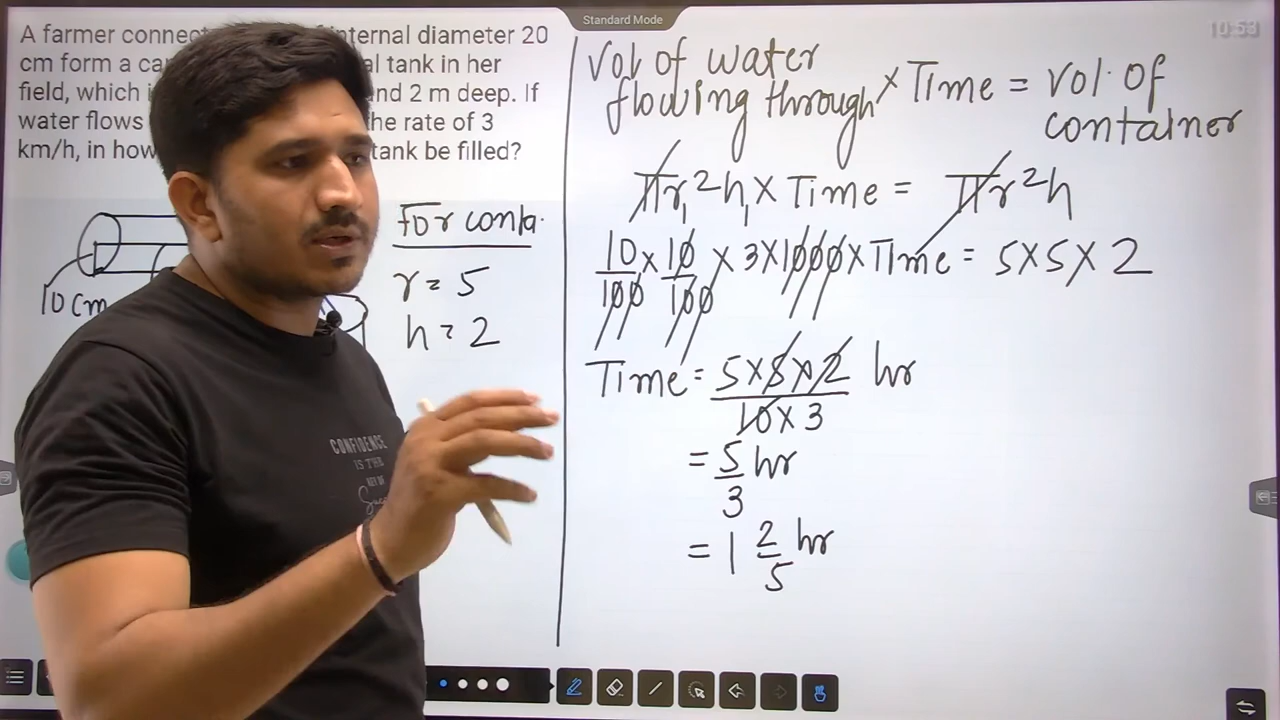 Standard Mode
10:53
A farmer connect internal diameter 20
cm form a ca al tank in her
field, which i and 2 m deep. If
water flows the rate of 3
km/h, in how tank be filled?
10 cm
For conta.
r = 5
h = 2
Vol of water flowing through × Time = Vol. of container
πr₁²h₁ × Time = πr²h
10/100 × 10/100 × 3×1000 × Time = 5×5×2
Time = 5×5×2/10×3 hr
= 5/3 hr
= 1 2/5 hr
CONFIDENCE
IS THE
KEY OF